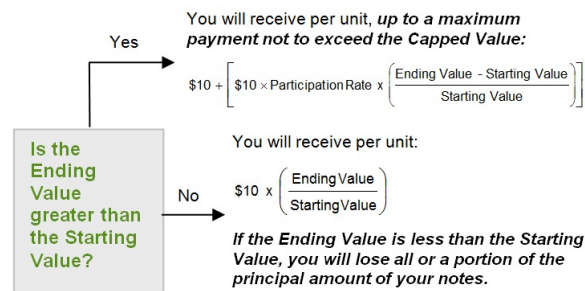 You will receive per unit, up to a maximum
payment not to exceed the Capped Value:
Yes
$10 + [ $10 × Participation Rate x ( Ending Value - Starting Value / Starting Value ) ]
Is the
Ending
Value
greater than
the Starting
Value?
No
You will receive per unit:
$10 x ( Ending Value / Starting Value )
If the Ending Value is less than the Starting
Value, you will lose all or a portion of the
principal amount of your notes.